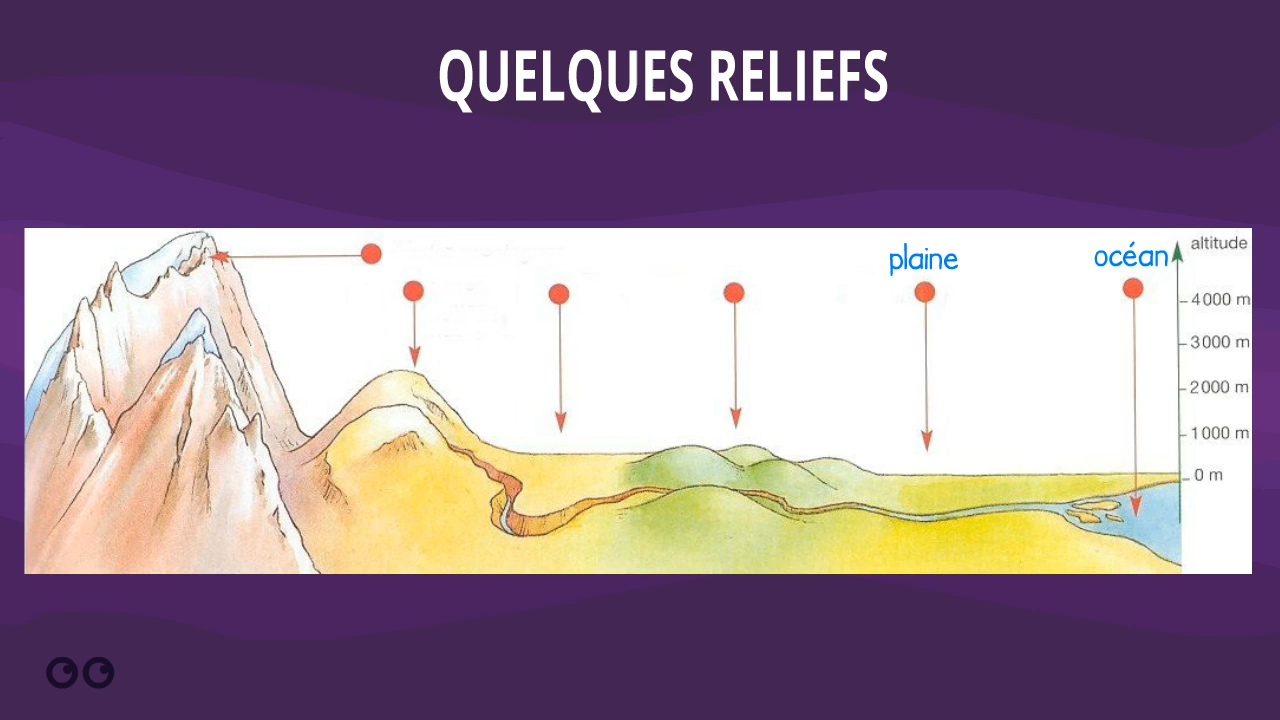 QUELQUES RELIEFS
plaine
océan
altitude
4000 m
3000 m
2000 m
1000 m
0 m